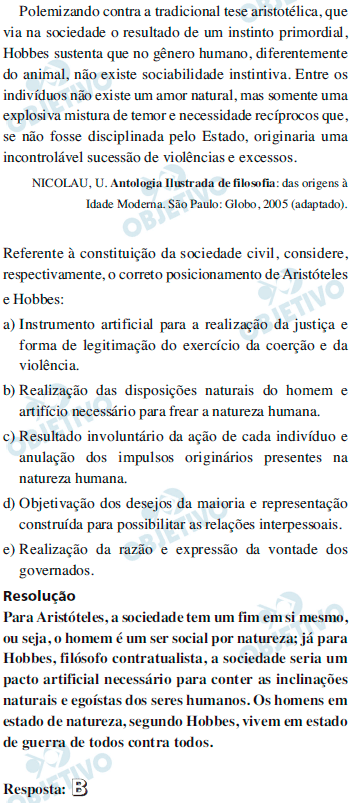 Polemizando contra a tradicional tese aristotélica, que
via na sociedade o resultado de um instinto primordial,
Hobbes sustenta que no gênero humano, diferentemente
do animal, não existe sociabilidade instintiva. Entre os
indivíduos não existe um amor natural, mas somente uma
explosiva mistura de temor e necessidade recíprocos que,
se não fosse disciplinada pelo Estado, originaria uma
incontrolável sucessão de violências e excessos.
NICOLAU, U. Antologia Ilustrada de filosofia: das origens à
Idade Moderna. São Paulo: Globo, 2005 (adaptado).
Referente à constituição da sociedade civil, considere,
respectivamente, o correto posicionamento de Aristóteles
e Hobbes:
a) Instrumento artificial para a realização da justiça e
forma de legitimação do exercício da coerção e da
violência.
b) Realização das disposições naturais do homem e
artifício necessário para frear a natureza humana.
c) Resultado involuntário da ação de cada indivíduo e
anulação dos impulsos originários presentes na
natureza humana.
d) Objetivação dos desejos da maioria e representação
construída para possibilitar as relações interpessoais.
e) Realização da razão e expressão da vontade dos
governados.
Resolução
Para Aristóteles, a sociedade tem um fim em si mesmo,
ou seja, o homem é um ser social por natureza; já para
Hobbes, filósofo contratualista, a sociedade seria um
pacto artificial necessário para conter as inclinações
naturais e egoístas dos seres humanos. Os homens em
estado de natureza, segundo Hobbes, vivem em estado
de guerra de todos contra todos.
Resposta: B